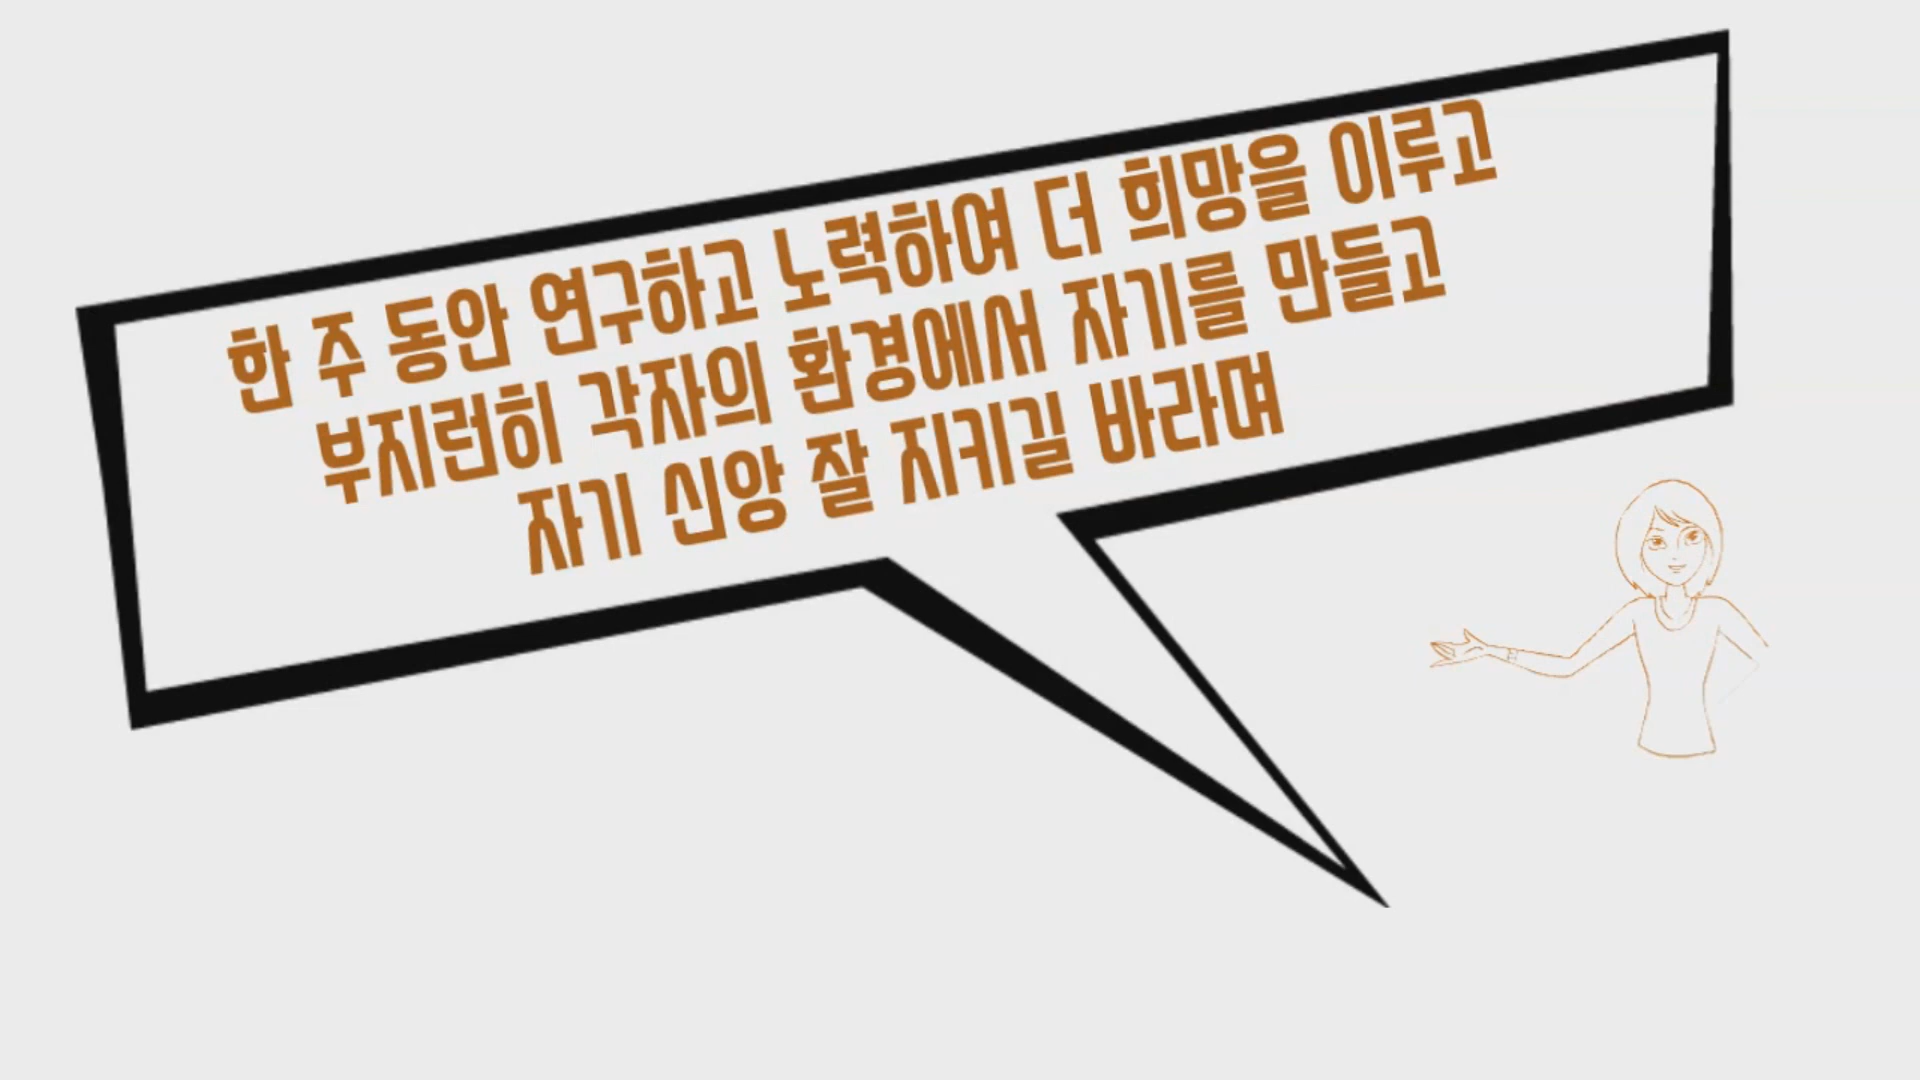 한 주 동안 연구하고 노력하여 더 희망을 이루고
부지런히 각자의 환경에서 자기를 만들고
자기 신앙 잘 지키길 바라며